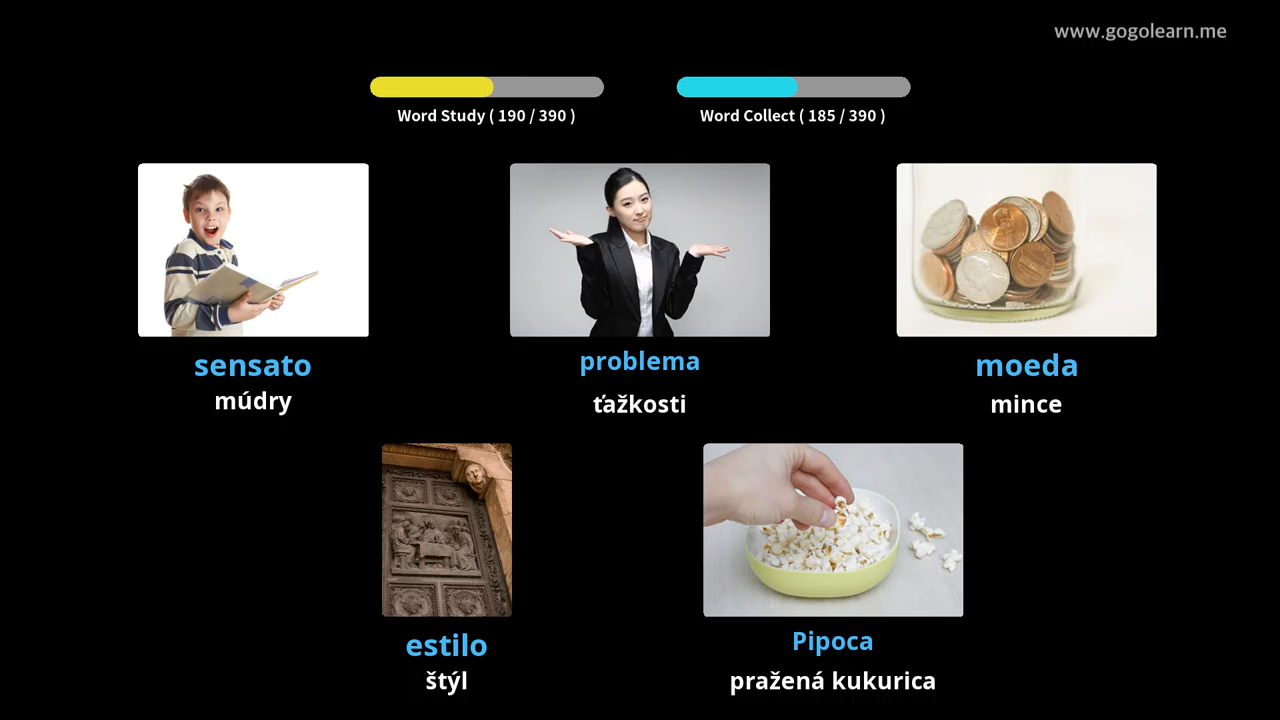 www.gogolearn.me
Word Study ( 190 / 390 )
Word Collect ( 185 / 390 )
sensato
múdry
problema
ťažkosti
moeda
mince
estilo
štýl
Pipoca
pražená kukurica